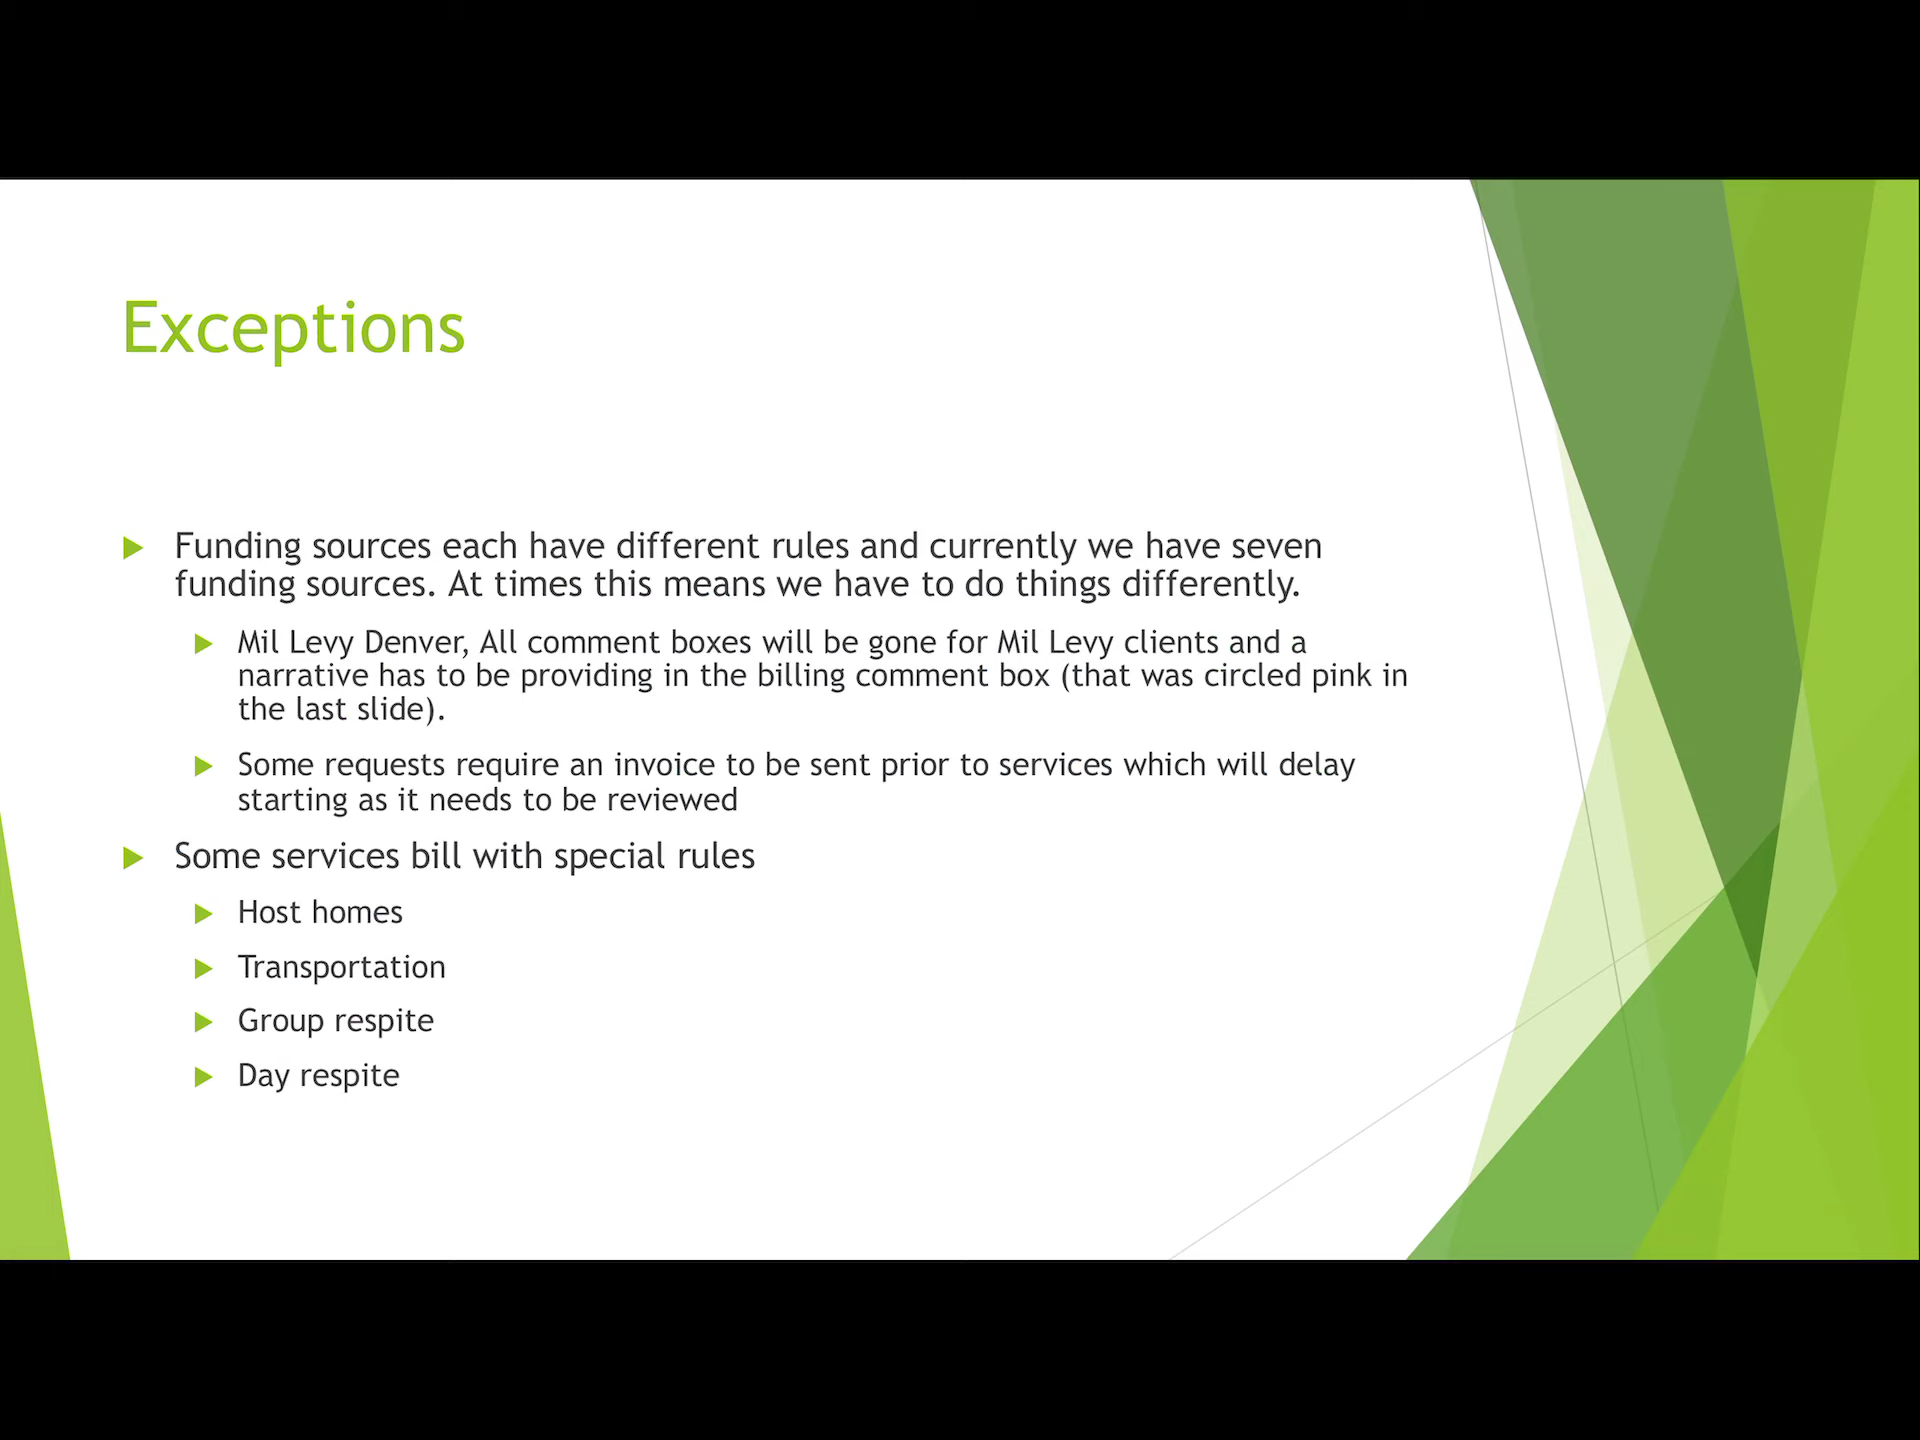 Exceptions
Funding sources each have different rules and currently we have seven
funding sources. At times this means we have to do things differently.
Mil Levy Denver, All comment boxes will be gone for Mil Levy clients and a
narrative has to be providing in the billing comment box (that was circled pink in
the last slide).
Some requests require an invoice to be sent prior to services which will delay
starting as it needs to be reviewed
Some services bill with special rules
Host homes
Transportation
Group respite
Day respite